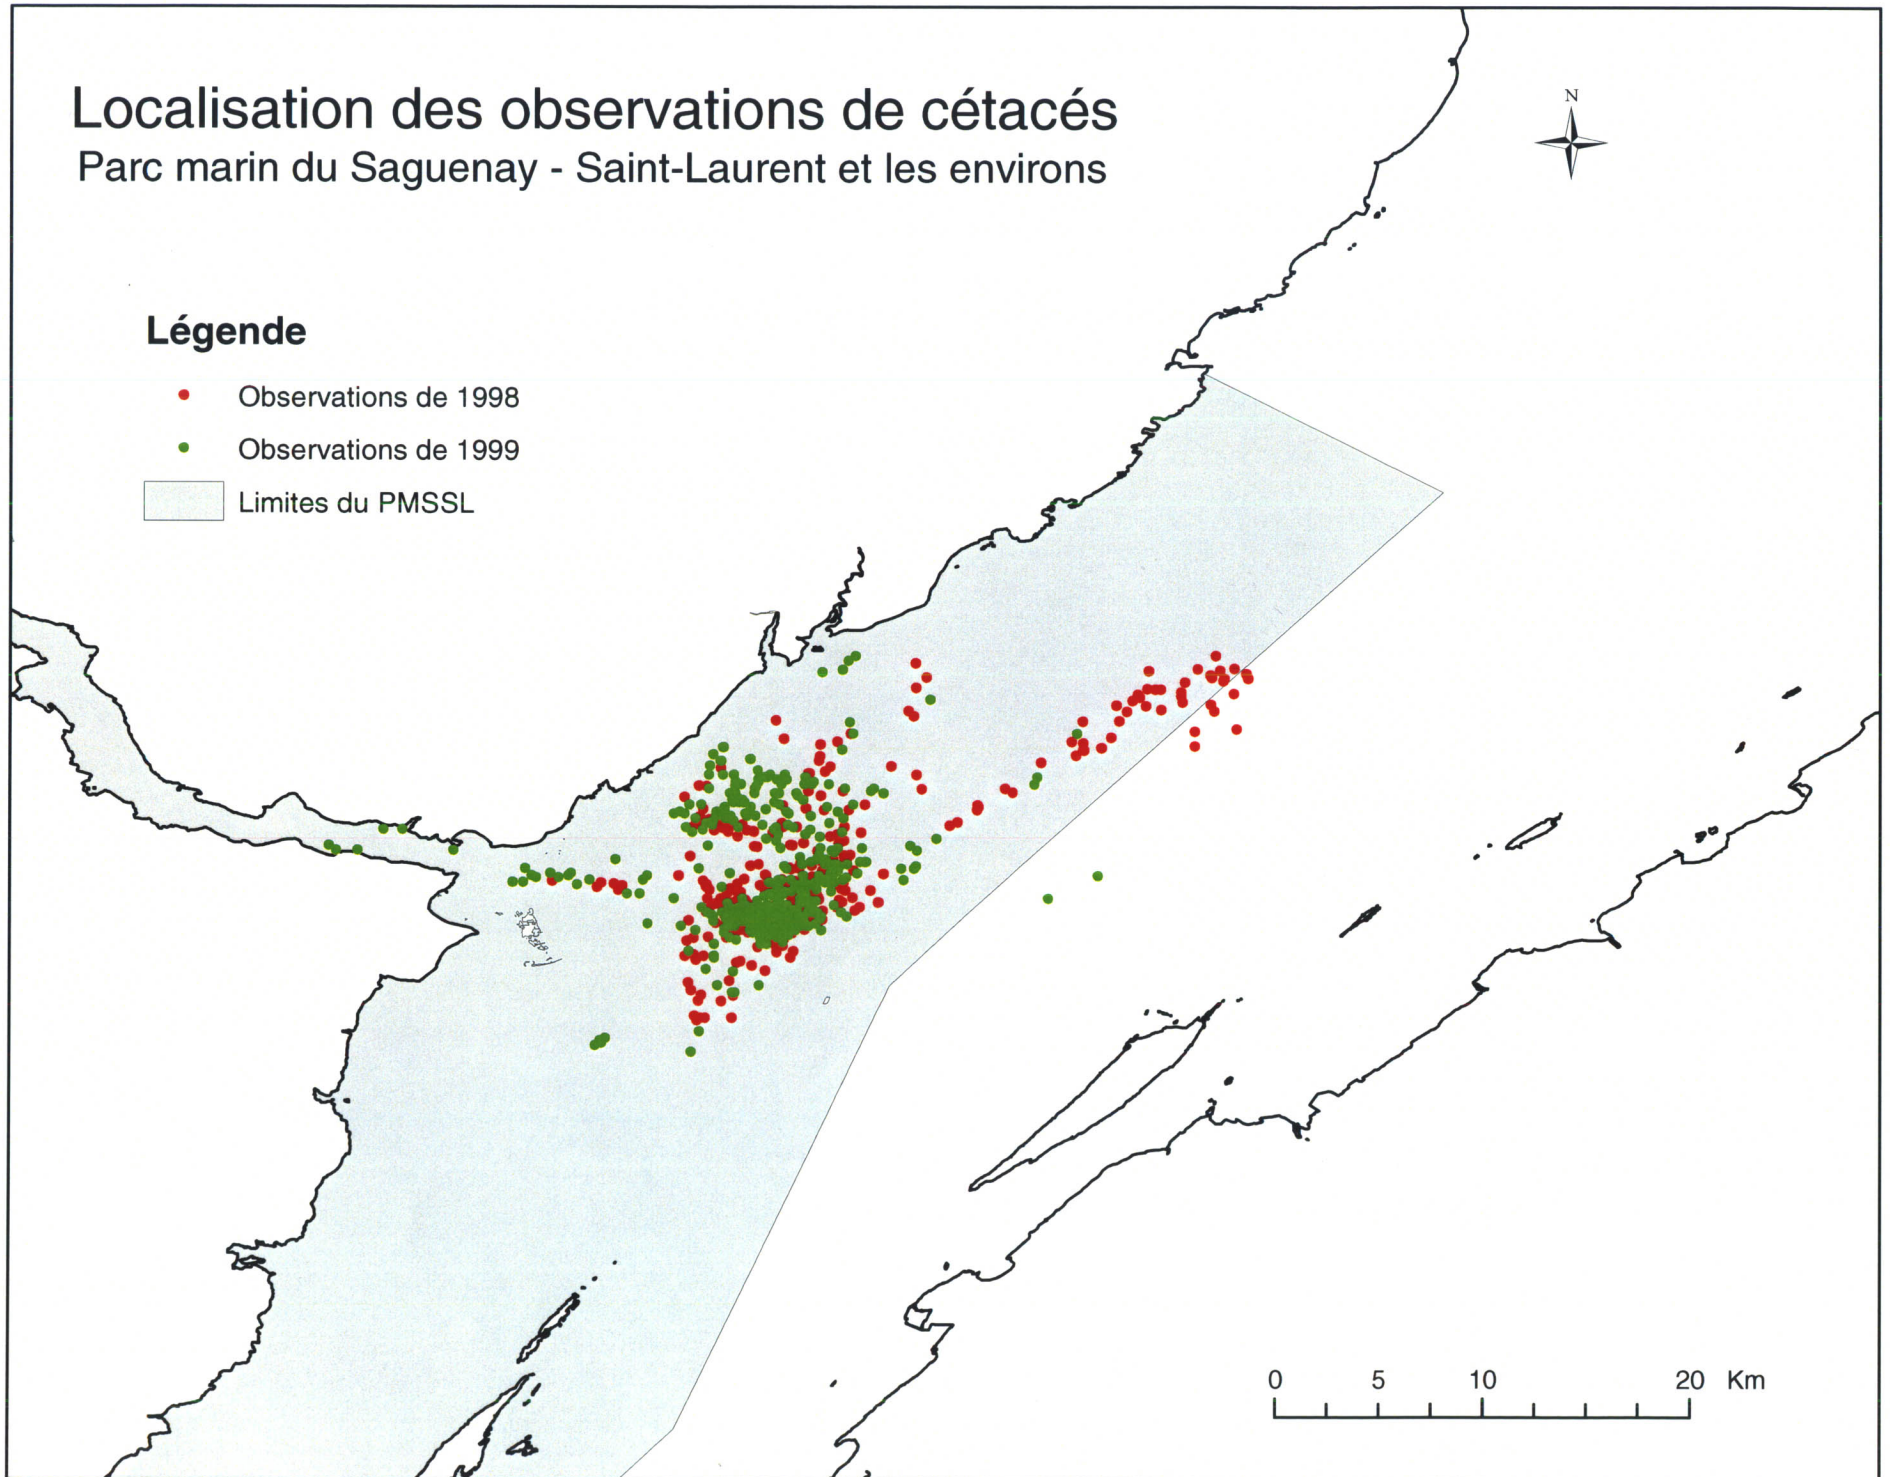 Localisation des observations de cétacés
Parc marin du Saguenay - Saint-Laurent et les environs
N
Légende
Observations de 1998
Observations de 1999
Limites du PMSSL
0 5 10 20 Km